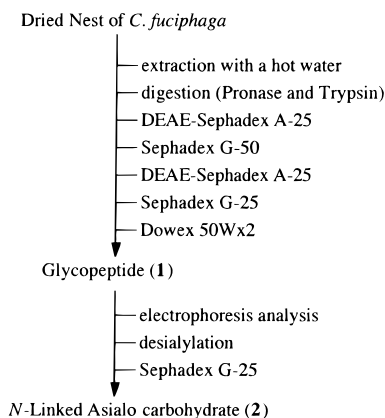 Dried Nest of C. fuciphaga
extraction with a hot water
digestion (Pronase and Trypsin)
DEAE-Sephadex A-25
Sephadex G-50
DEAE-Sephadex A-25
Sephadex G-25
Dowex 50Wx2
Glycopeptide (1)
electrophoresis analysis
desialylation
Sephadex G-25
N-Linked Asialo carbohydrate (2)